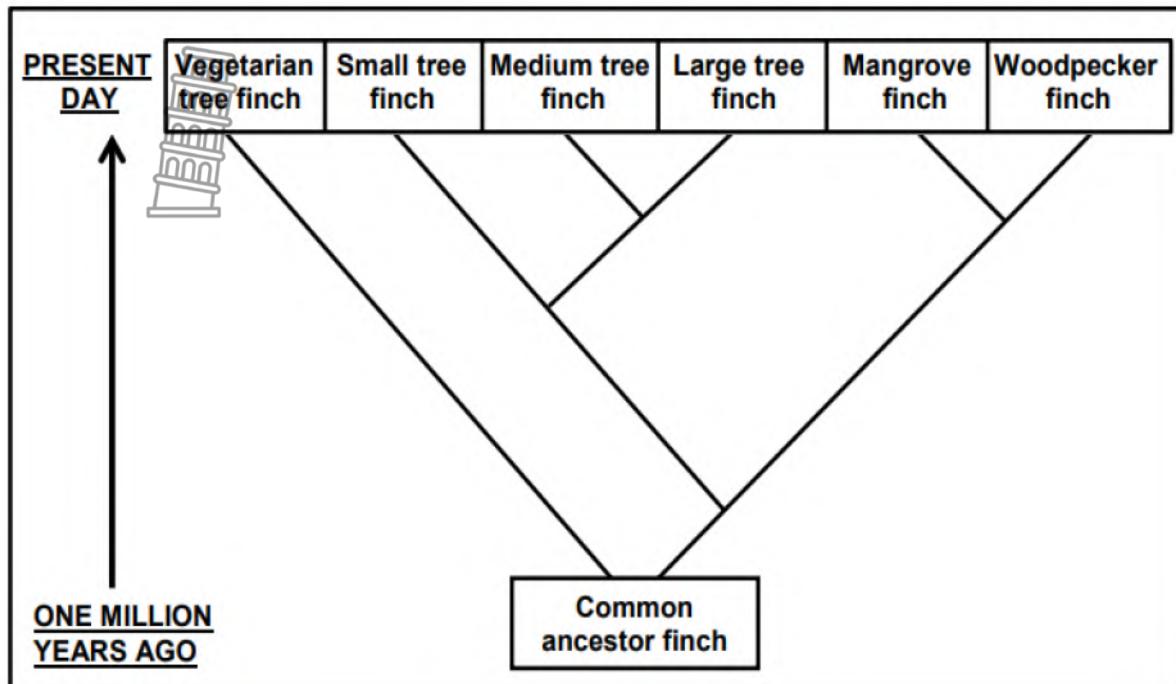 PRESENT
DAY
Vegetarian
tree finch
Small tree
finch
Medium tree
finch
Large tree
finch
Mangrove
finch
Woodpecker
finch
ONE MILLION
YEARS AGO
Common
ancestor finch